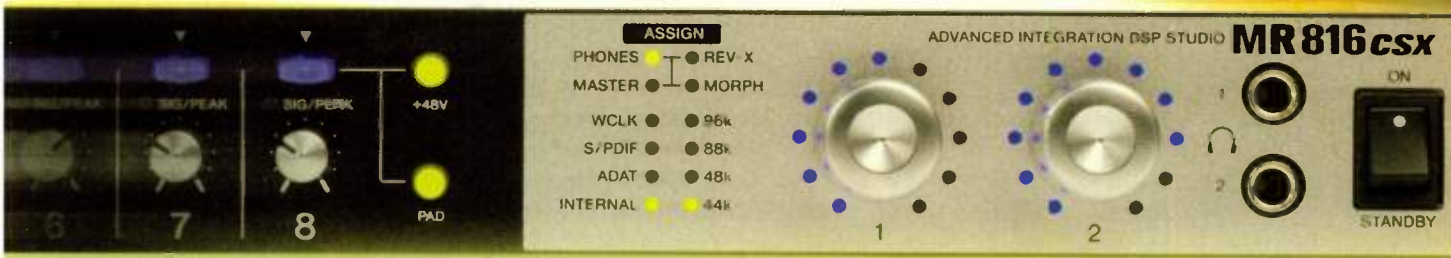 ADVANCED INTEGRATION DSP STUDIO MR816csx
ASSIGN
PHONES REV-X
MASTER MORPH
WCLK 96k
S/PDIF 88k
ADAT 48k
INTERNAL 44k
SIG/PEAK SIG/PEAK
+48V
PAD
6 7 8
1 2
1
2
ON
STANDBY